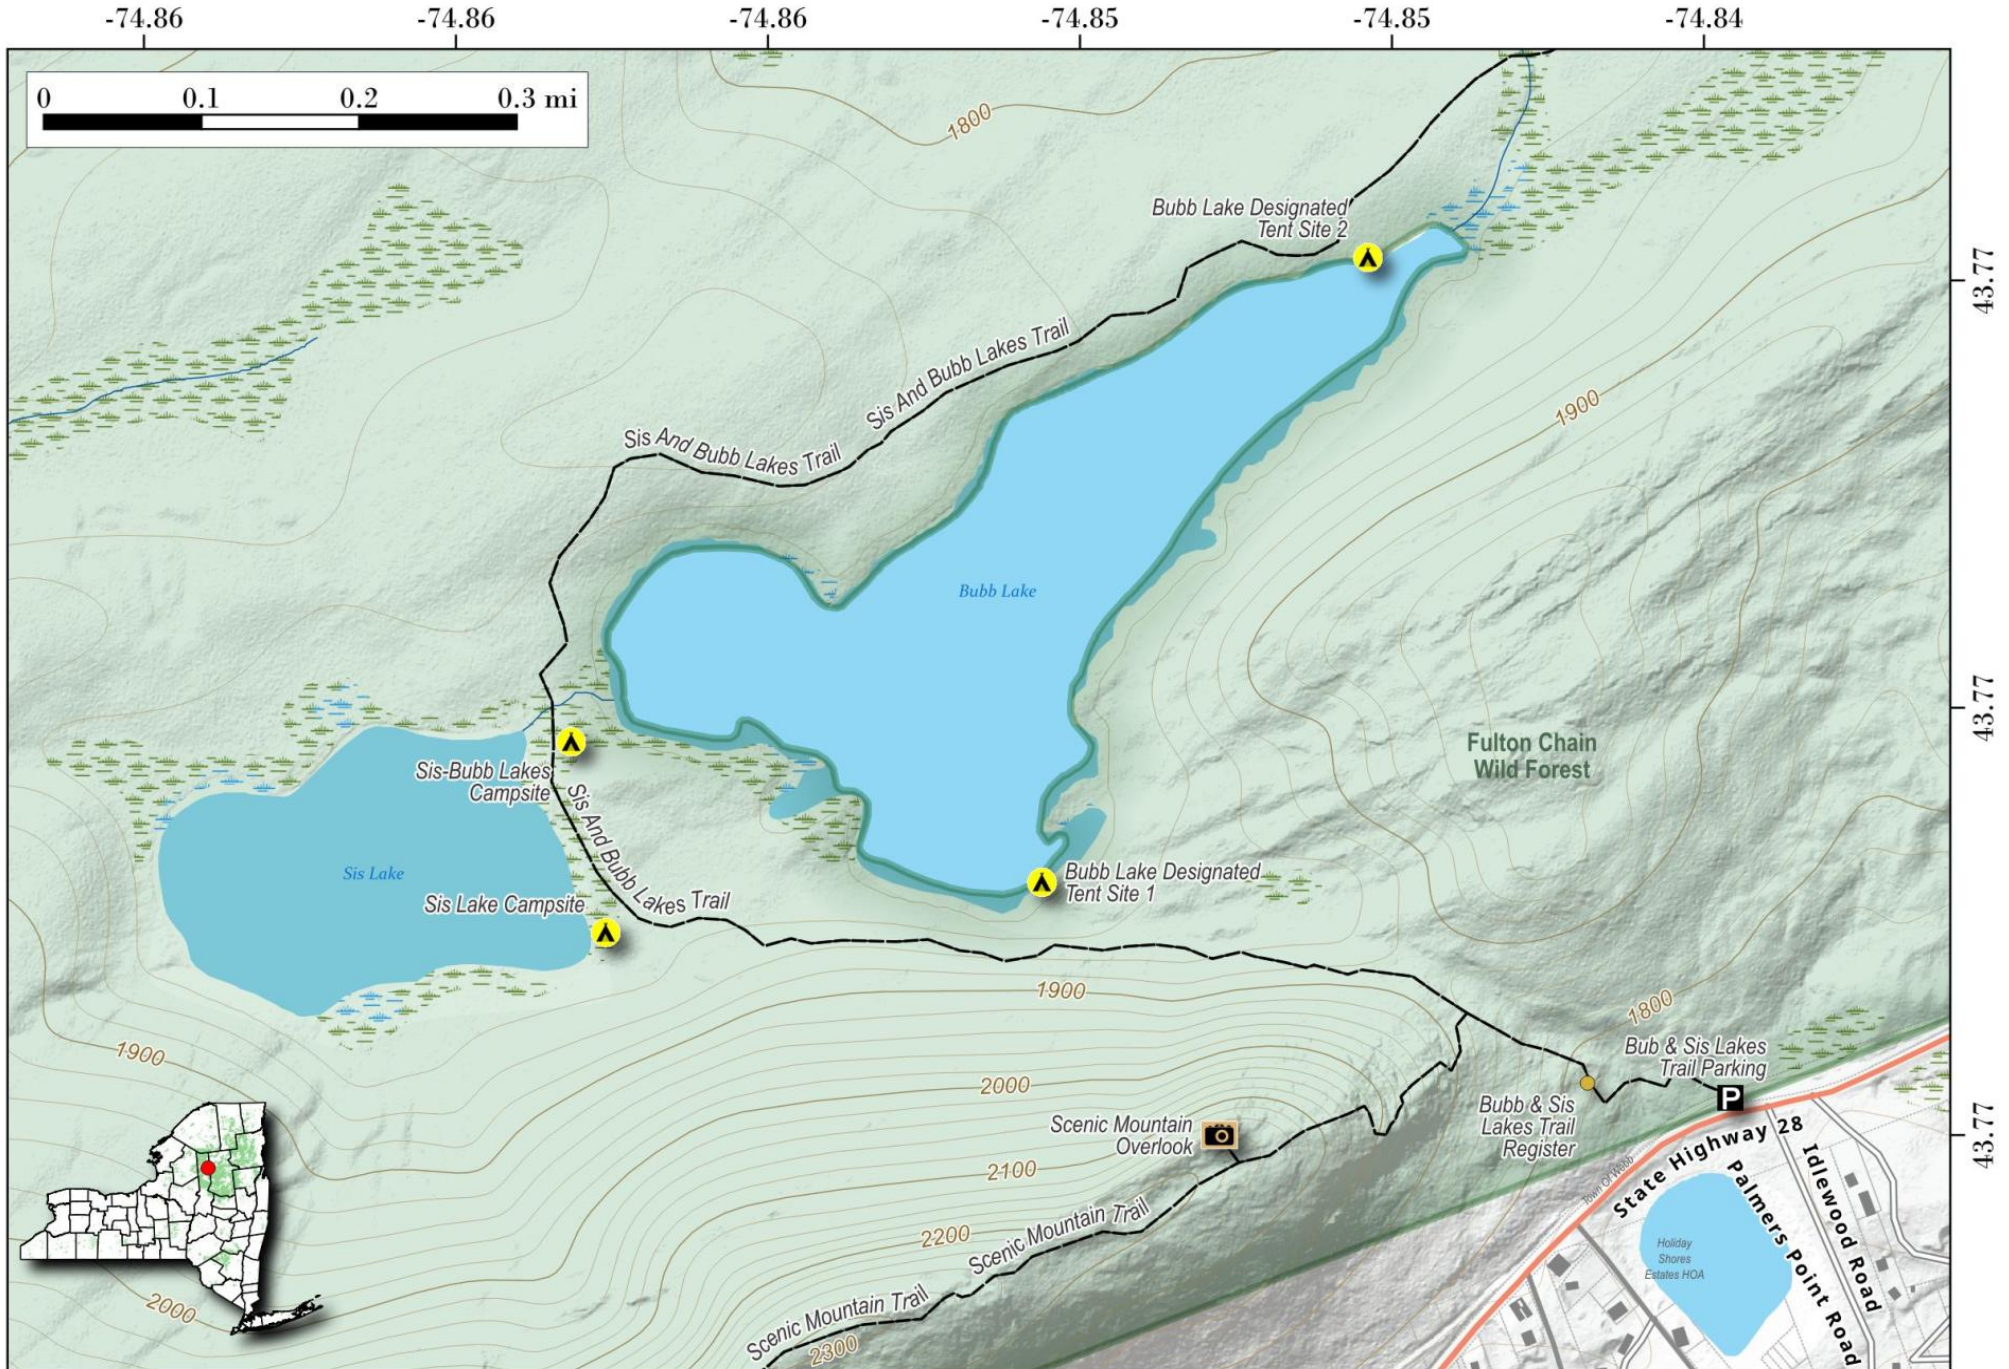 -74.86
-74.86
-74.86
-74.85
-74.85
-74.84
0
0.1
0.2
0.3 mi
1800
Bubb Lake Designated
Tent Site 2
43.77
Sis And Bubb Lakes Trail
Sis And Bubb Lakes Trail
1900
Bubb Lake
43.77
Fulton Chain
Wild Forest
Sis-Bubb Lakes
Campsite
Sis And Bubb Lakes Trail
Sis Lake
Sis Lake Campsite
Bubb Lake Designated
Tent Site 1
1900
1800
1900
Bub & Sis Lakes
Trail Parking
P
2000
Bubb & Sis
Lakes Trail
Register
Scenic Mountain
Overlook
43.77
2100
Town Of Webb
State Highway 28
Palmers Point Road
Idlewood Road
2200
Scenic Mountain Trail
Holiday
Shores
Estates HOA
2000
Scenic Mountain Trail
2300